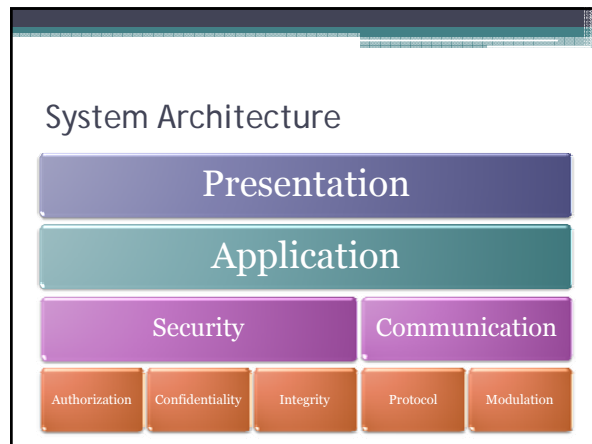 System Architecture
Presentation
Application
Security Communication
Authorization Confidentiality Integrity Protocol Modulation